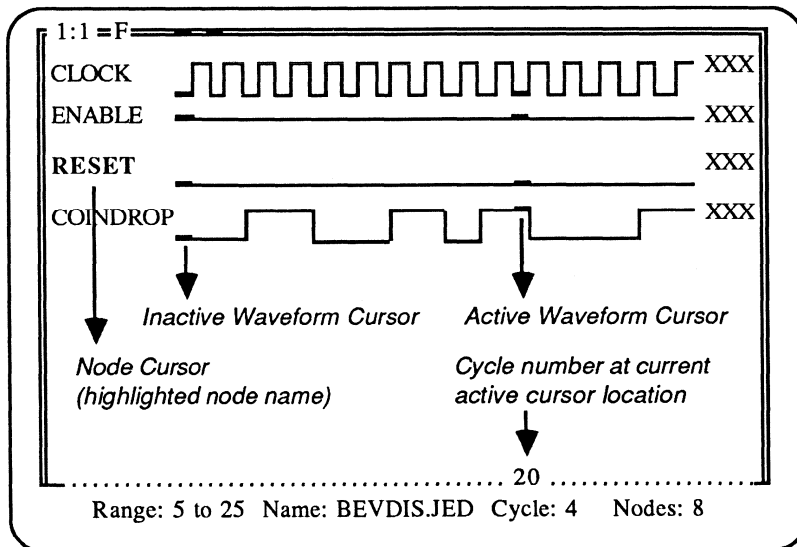 1:1 =F
CLOCK XXX
ENABLE XXX
RESET XXX
COINDROP XXX
Inactive Waveform Cursor Active Waveform Cursor
Node Cursor
(highlighted node name)
Cycle number at current
active cursor location
20
Range: 5 to 25 Name: BEVDIS.JED Cycle: 4 Nodes: 8